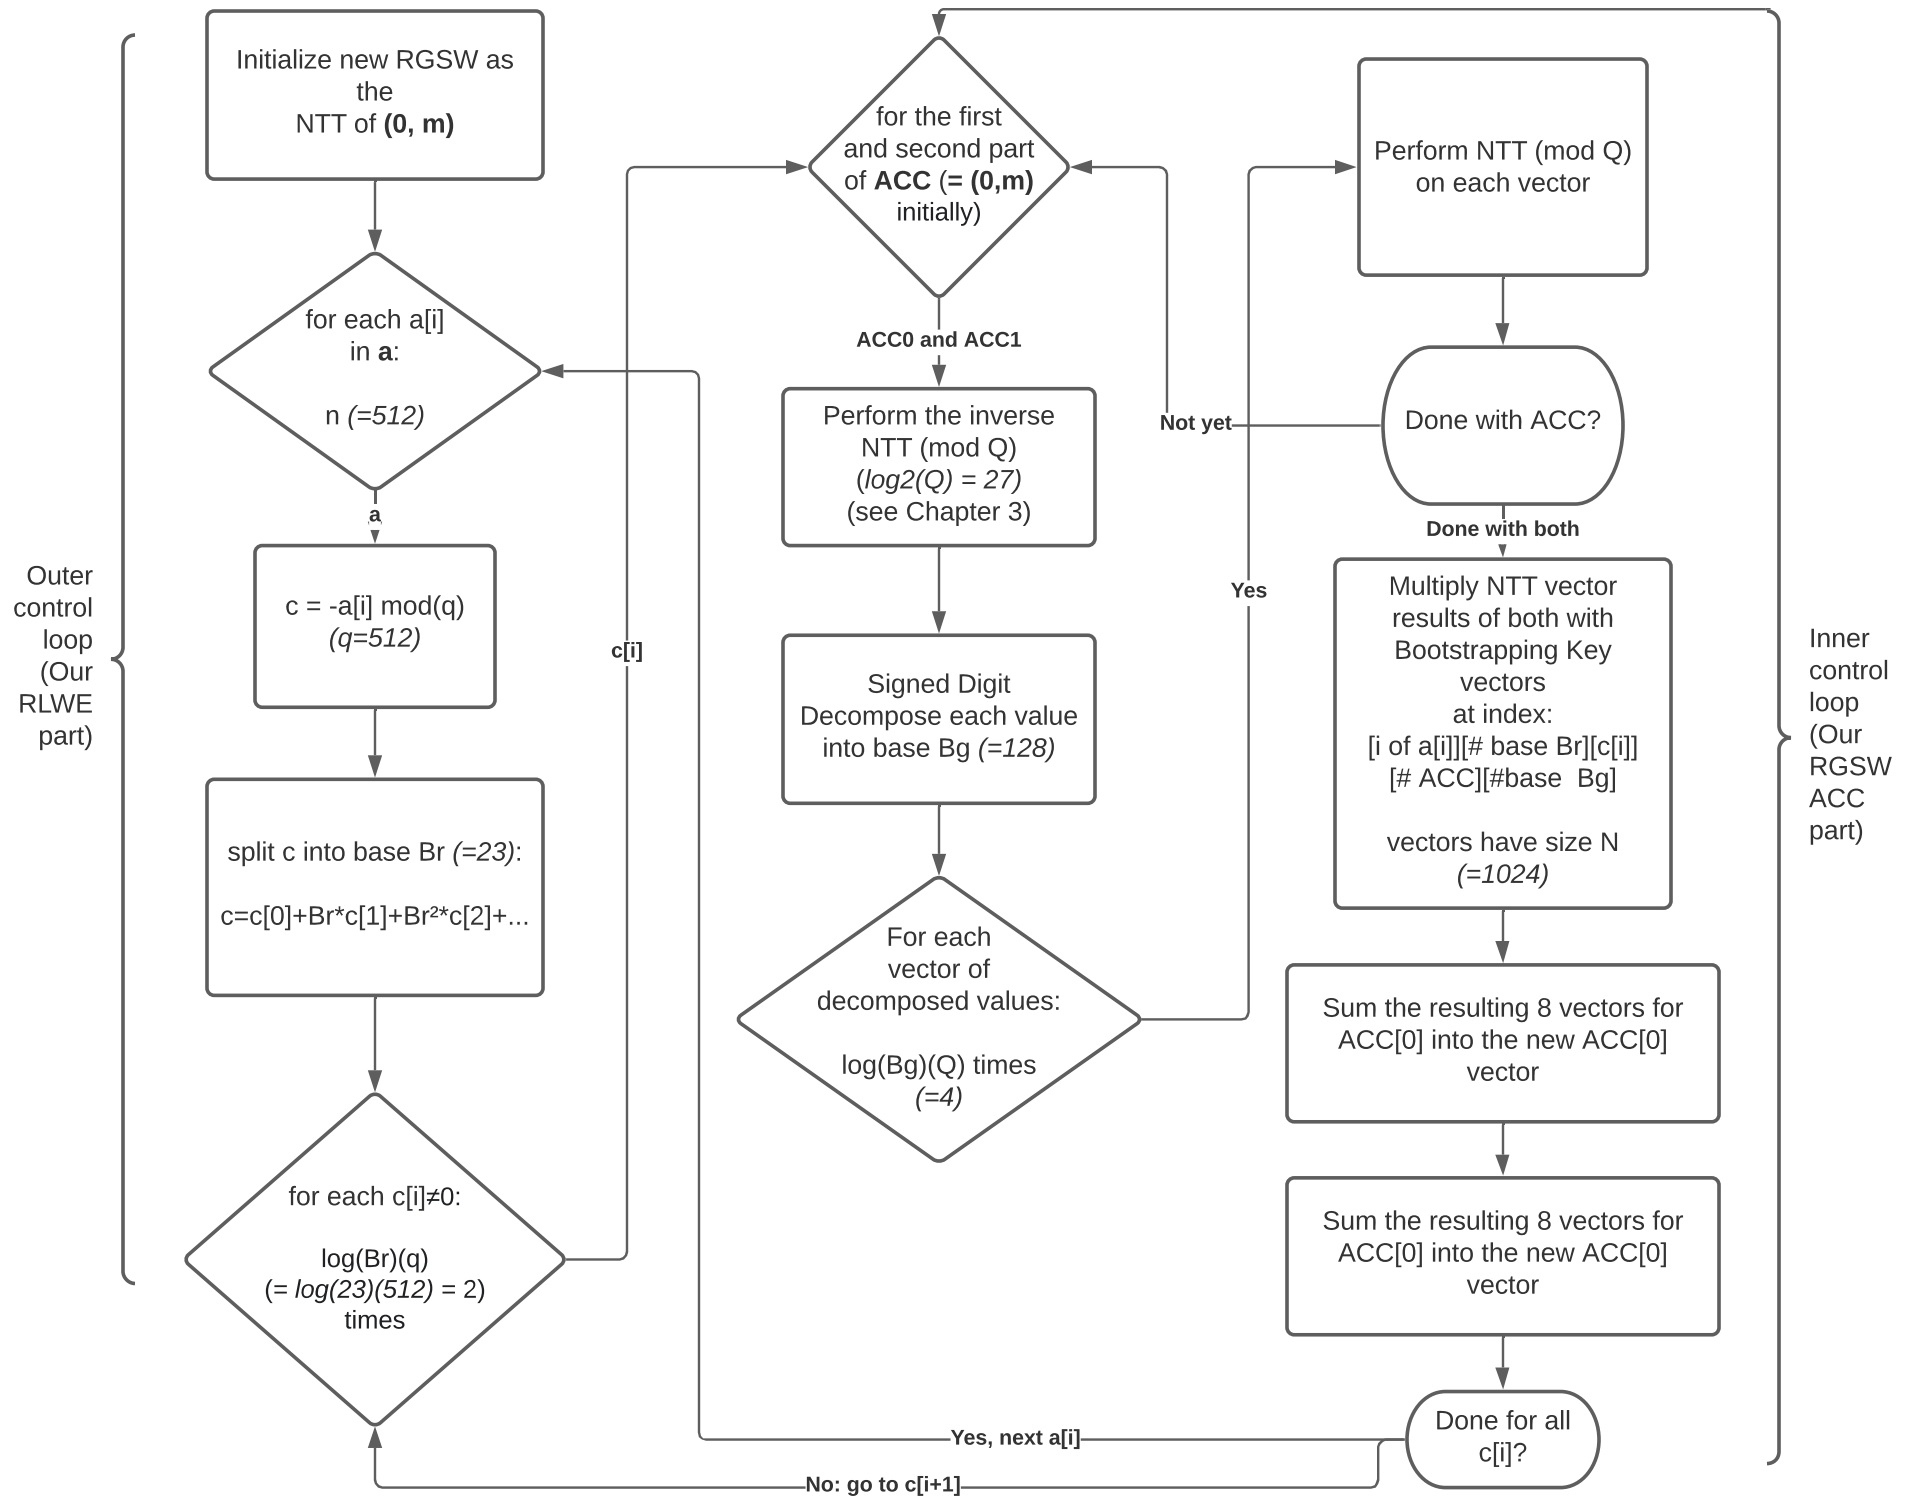 Initialize new RGSW as
the
NTT of (0, m)
for each a[i]
in a:
n (=512)
a
c = -a[i] mod(q)
(q=512)
split c into base Br (=23):
c=c[0]+Br*c[1]+Br²*c[2]+...
for each c[i]≠0:
log(Br)(q)
(= log(23)(512) = 2)
times
Outer
control
loop
(Our
RLWE
part)
c[i]
for the first
and second part
of ACC (= (0,m)
initially)
ACC0 and ACC1
Perform the inverse
NTT (mod Q)
(log2(Q) = 27)
(see Chapter 3)
Signed Digit
Decompose each value
into base Bg (=128)
For each
vector of
decomposed values:
log(Bg)(Q) times
(=4)
Yes
Perform NTT (mod Q)
on each vector
Done with ACC?
Not yet
Done with both
Multiply NTT vector
results of both with
Bootstrapping Key
vectors
at index:
[i of a[i]][# base Br][c[i]]
[# ACC][#base  Bg]
vectors have size N
(=1024)
Sum the resulting 8 vectors for
ACC[0] into the new ACC[0]
vector
Sum the resulting 8 vectors for
ACC[0] into the new ACC[0]
vector
Done for all
c[i]?
Yes, next a[i]
No: go to c[i+1]
Inner
control
loop
(Our
RGSW
ACC
part)